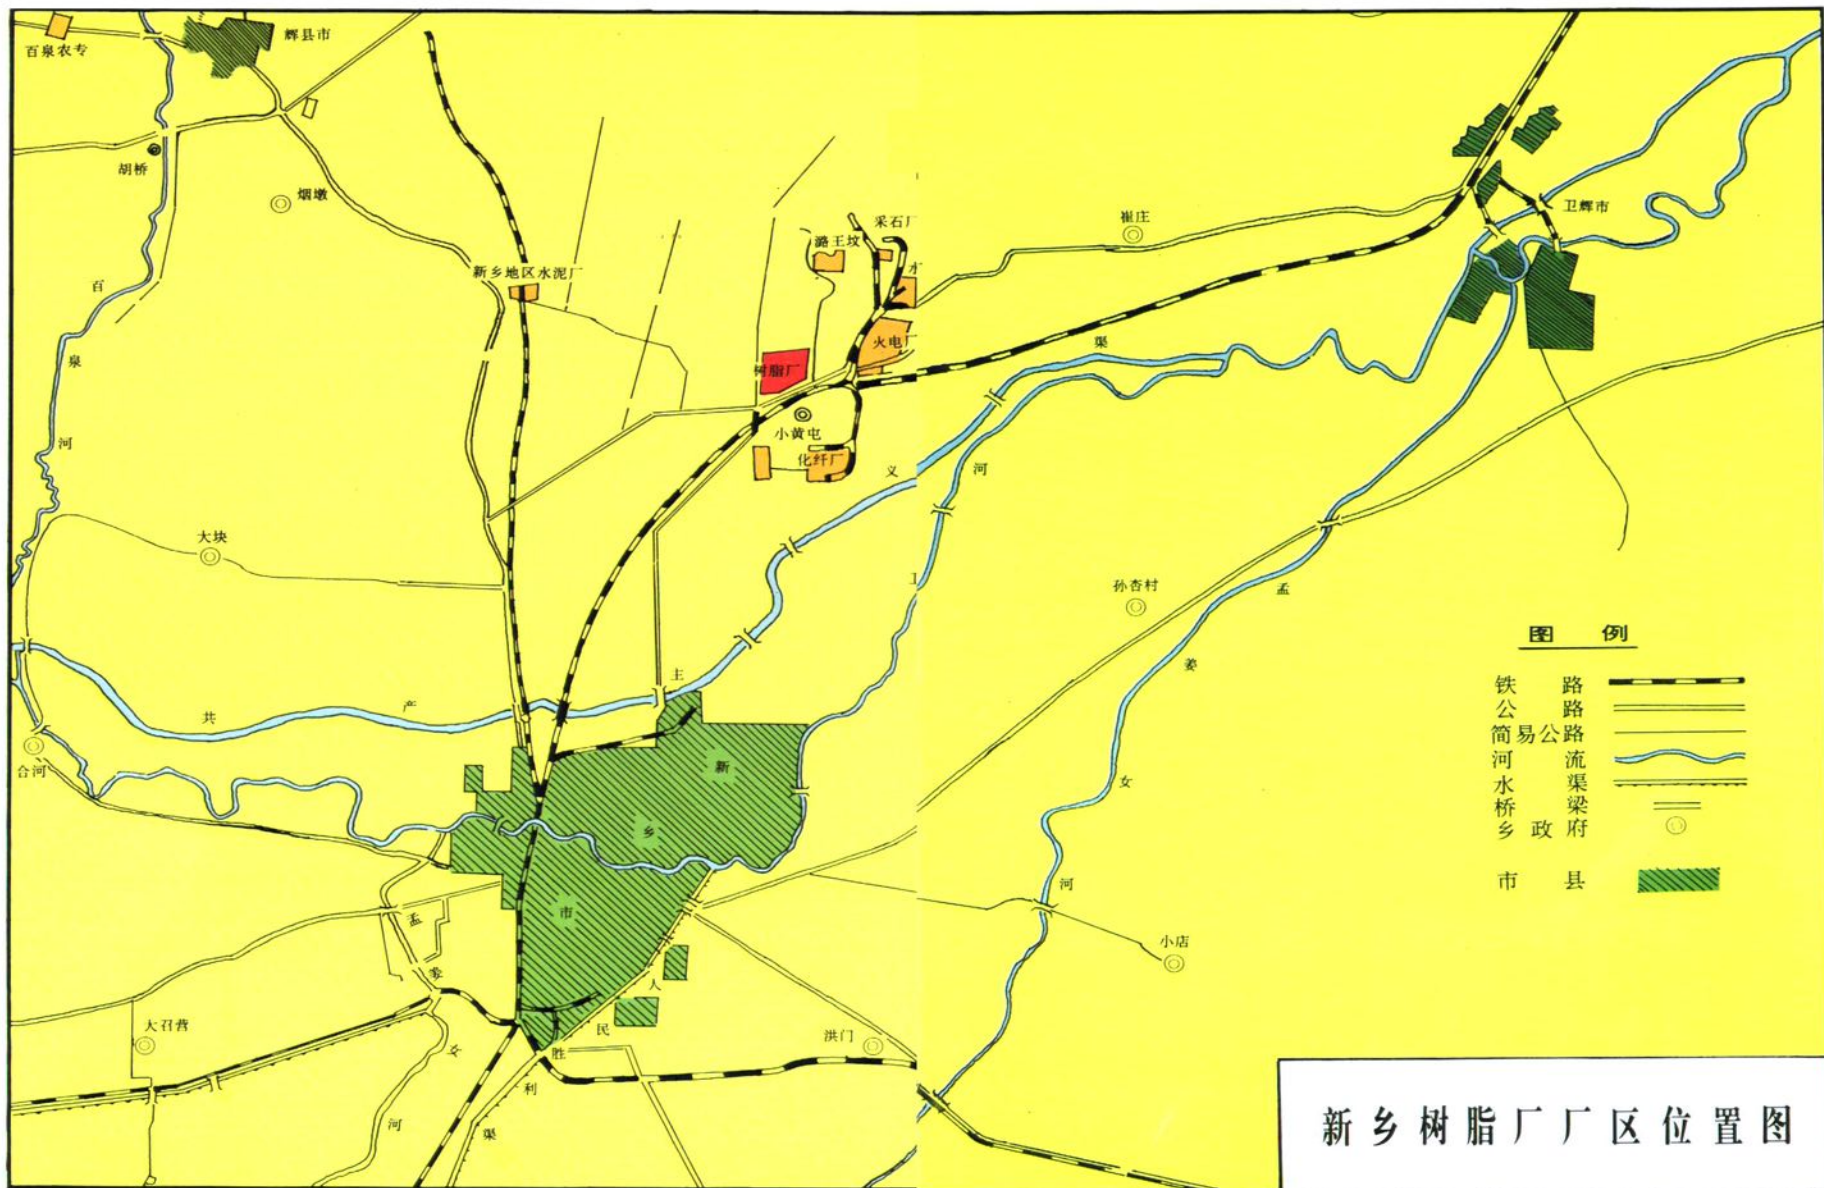 百泉农专
辉县市
胡桥
烟墩
百
泉
河
新乡地区水泥厂
潞王坟
采石厂
水
火电厂
树脂厂
小黄屯
化纤厂
崔庄
卫辉市
大块
共
产
主
义
渠
卫
河
孙杏村
孟
姜
女
河
合河
新
乡
市
小店
孟
姜
女
河
大召营
人
民
胜
利
渠
洪门
图 例
铁 路
公 路
简易公路
河 流
水 渠
桥 梁
乡政府
市 县
新乡树脂厂厂区位置图